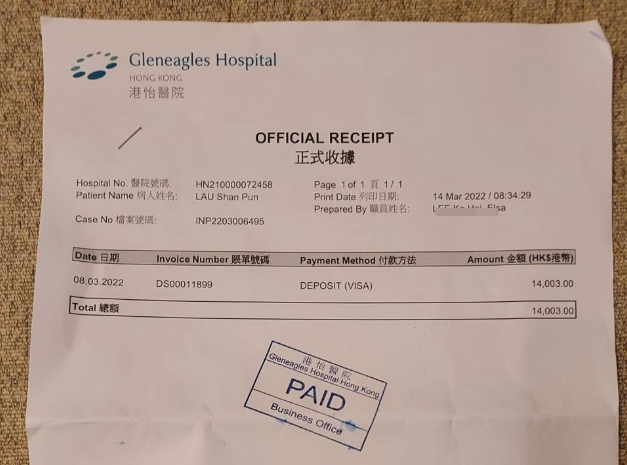 Gleneagles Hospital
HONG KONG
港怡醫院
OFFICIAL RECEIPT
正式收據
Hospital No. 醫院號碼: HN210000072458 Page 1 of 1 頁 1 / 1
Patient Name 病人姓名: LAU Shan Pun Print Date 列印日期: 14 Mar 2022 / 08:34:29
Prepared By 職員姓名: Elsa
Case No 檔案號碼: INP2203006495
Date 日期 Invoice Number 賬單號碼 Payment Method 付款方法 Amount 金額 (HK$港幣)
08.03.2022 DS00011899 DEPOSIT (VISA) 14,003.00
Total 總額 14,003.00
港怡醫院
Gleneagles Hospital Hong Kong
PAID
Business Office